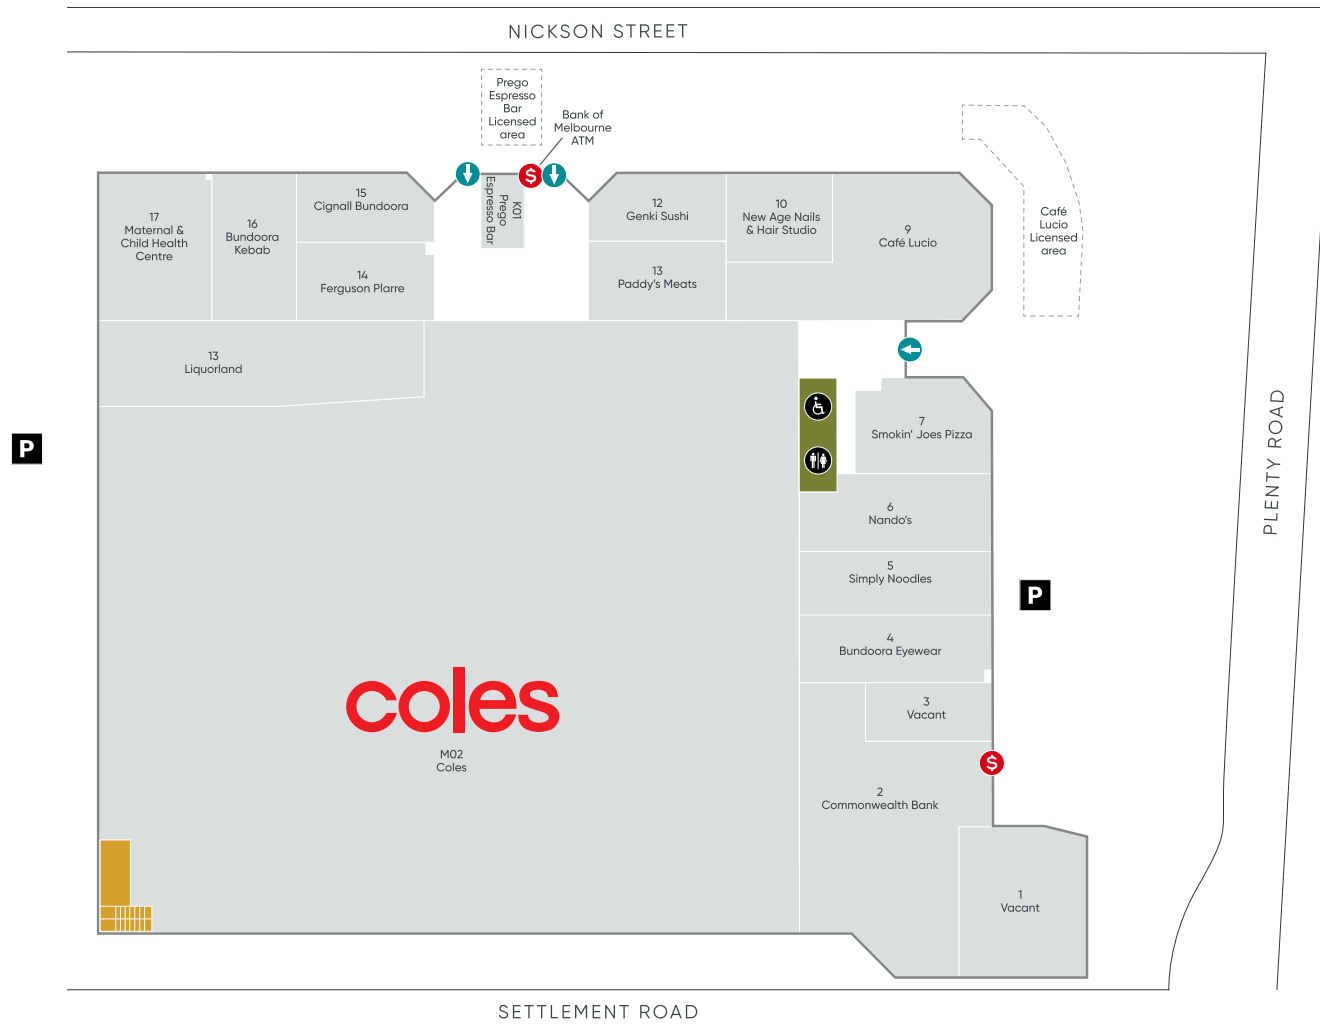 NICKSON STREET
Prego
Espresso
Bar
Licensed
area
Bank of
Melbourne
ATM
$
K01
Prego
Espresso Bar
17
Maternal &
Child Health
Centre
16
Bundoora
Kebab
15
Cignall Bundoora
14
Ferguson Plarre
12
Genki Sushi
13
Paddy's Meats
10
New Age Nails
& Hair Studio
9
Café Lucio
Café
Lucio
Licensed
area
13
Liquorland
P
7
Smokin' Joes Pizza
6
Nando's
5
Simply Noodles
P
4
Bundoora Eyewear
3
Vacant
$
2
Commonwealth Bank
1
Vacant
coles
M02
Coles
PLENTY ROAD
SETTLEMENT ROAD